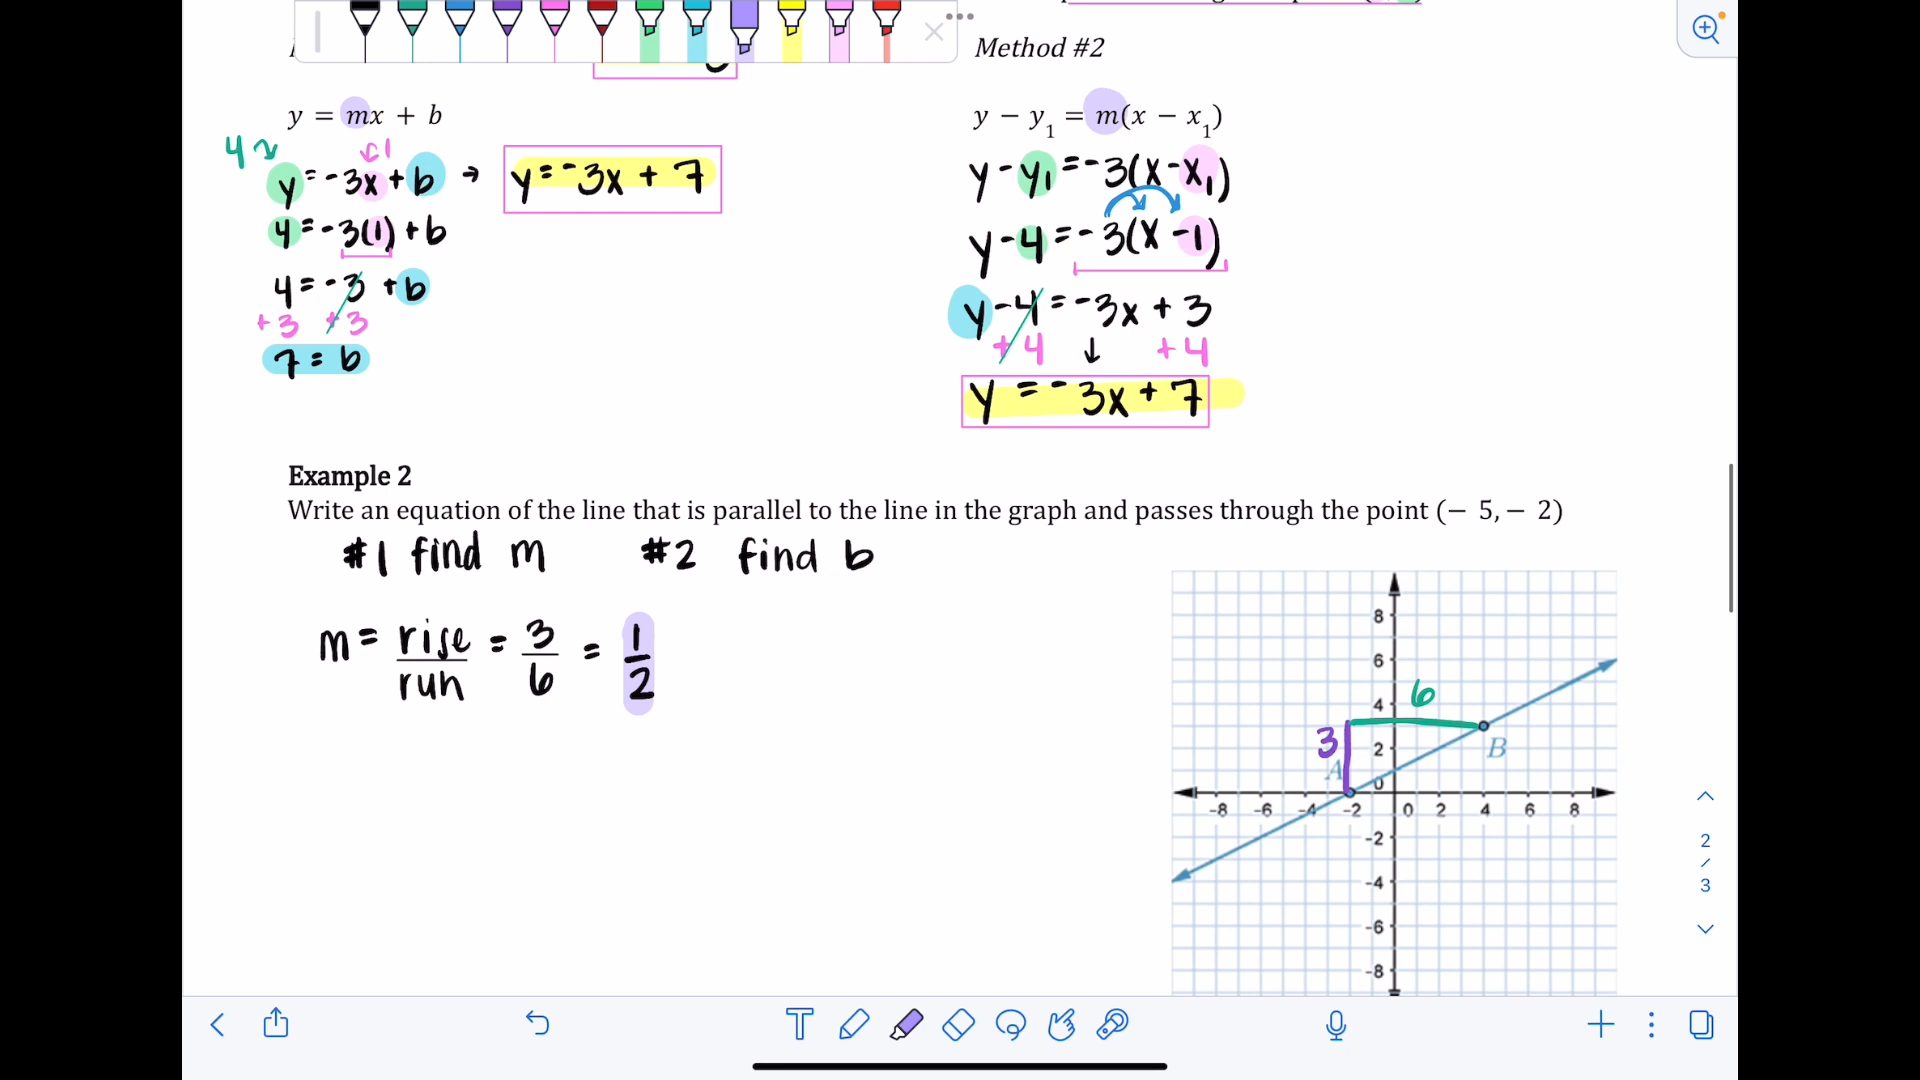 Method #2
y = mx + b
4
1
y = -3x + b → y = -3x + 7
4 = -3(1) + b
4 = -3 + b
+3 +3
7 = b
y − y₁ = m(x − x₁)
y - y₁ = -3(x - x₁)
y - 4 = -3(x - 1)
y - 4 = -3x + 3
+ 4 ↓ + 4
y = -3x + 7
Example 2
Write an equation of the line that is parallel to the line in the graph and passes through the point (− 5, − 2)
#1 find m #2 find b
m = rise/run = 3/6 = 1/2
8
6
4
2
0
-8 -6 -4 -2 0 2 4 6 8
-2
-4
-6
-8
6
3
A
B
2
/
3
T